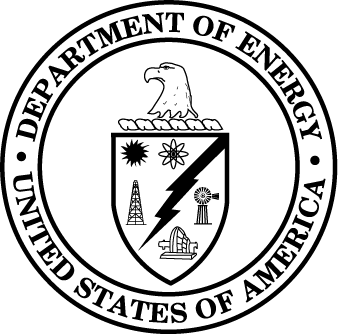 DEPARTMENT OF ENERGY
UNITED STATES OF AMERICA